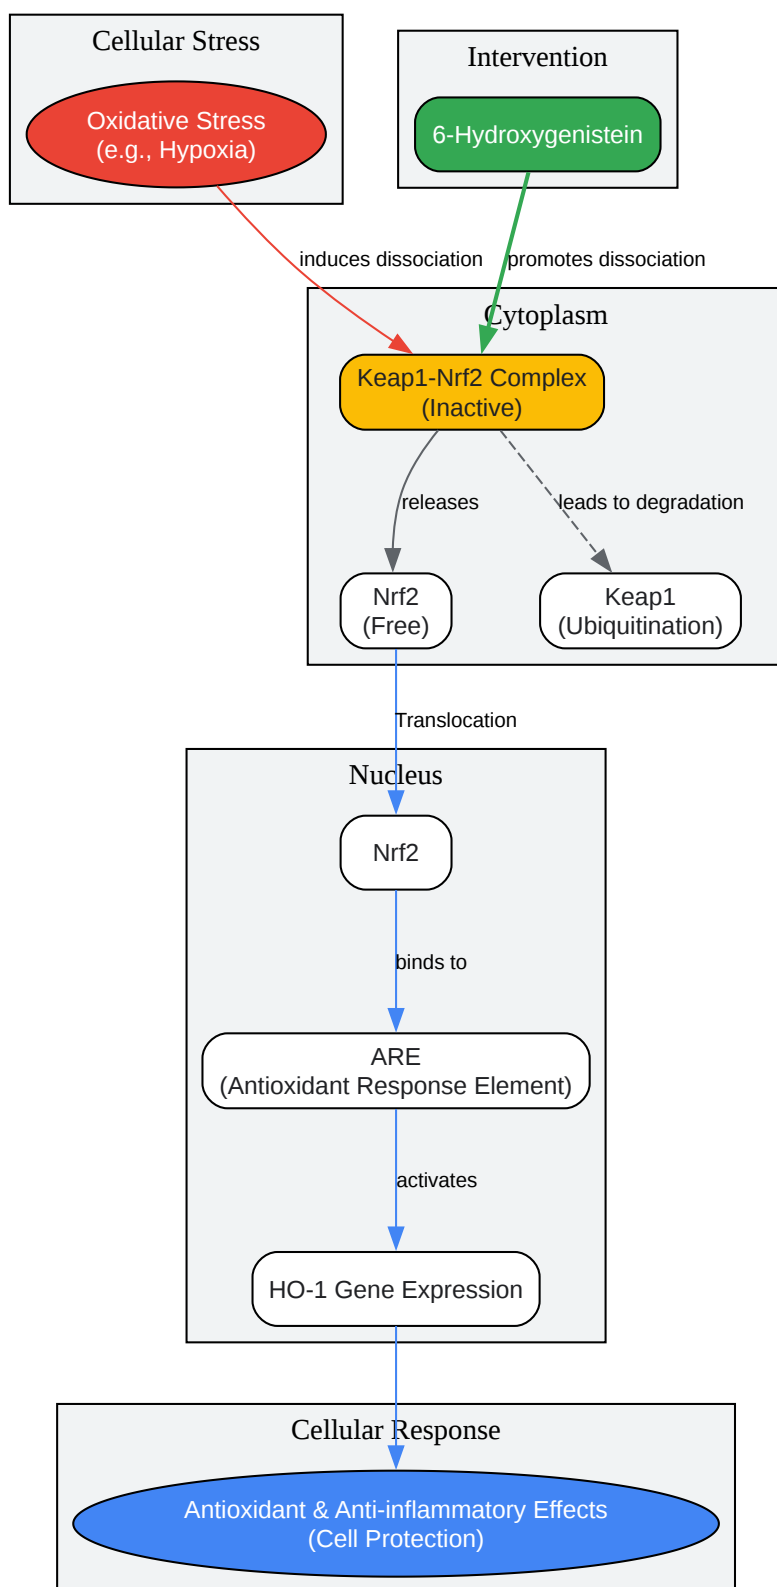 Cellular Stress
Oxidative Stress
(e.g., Hypoxia)
Intervention
6-Hydroxygenistein
induces dissociation
promotes dissociation
Cytoplasm
Keap1-Nrf2 Complex
(Inactive)
releases
leads to degradation
Nrf2
(Free)
Keap1
(Ubiquitination)
Translocation
Nucleus
Nrf2
binds to
ARE
(Antioxidant Response Element)
activates
HO-1 Gene Expression
Cellular Response
Antioxidant & Anti-inflammatory Effects
(Cell Protection)